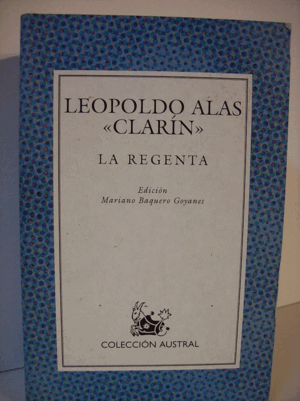 LEOPOLDO ALAS
«CLARÍN»
LA REGENTA
Edición
Mariano Baquero Goyanes
COLECCIÓN AUSTRAL